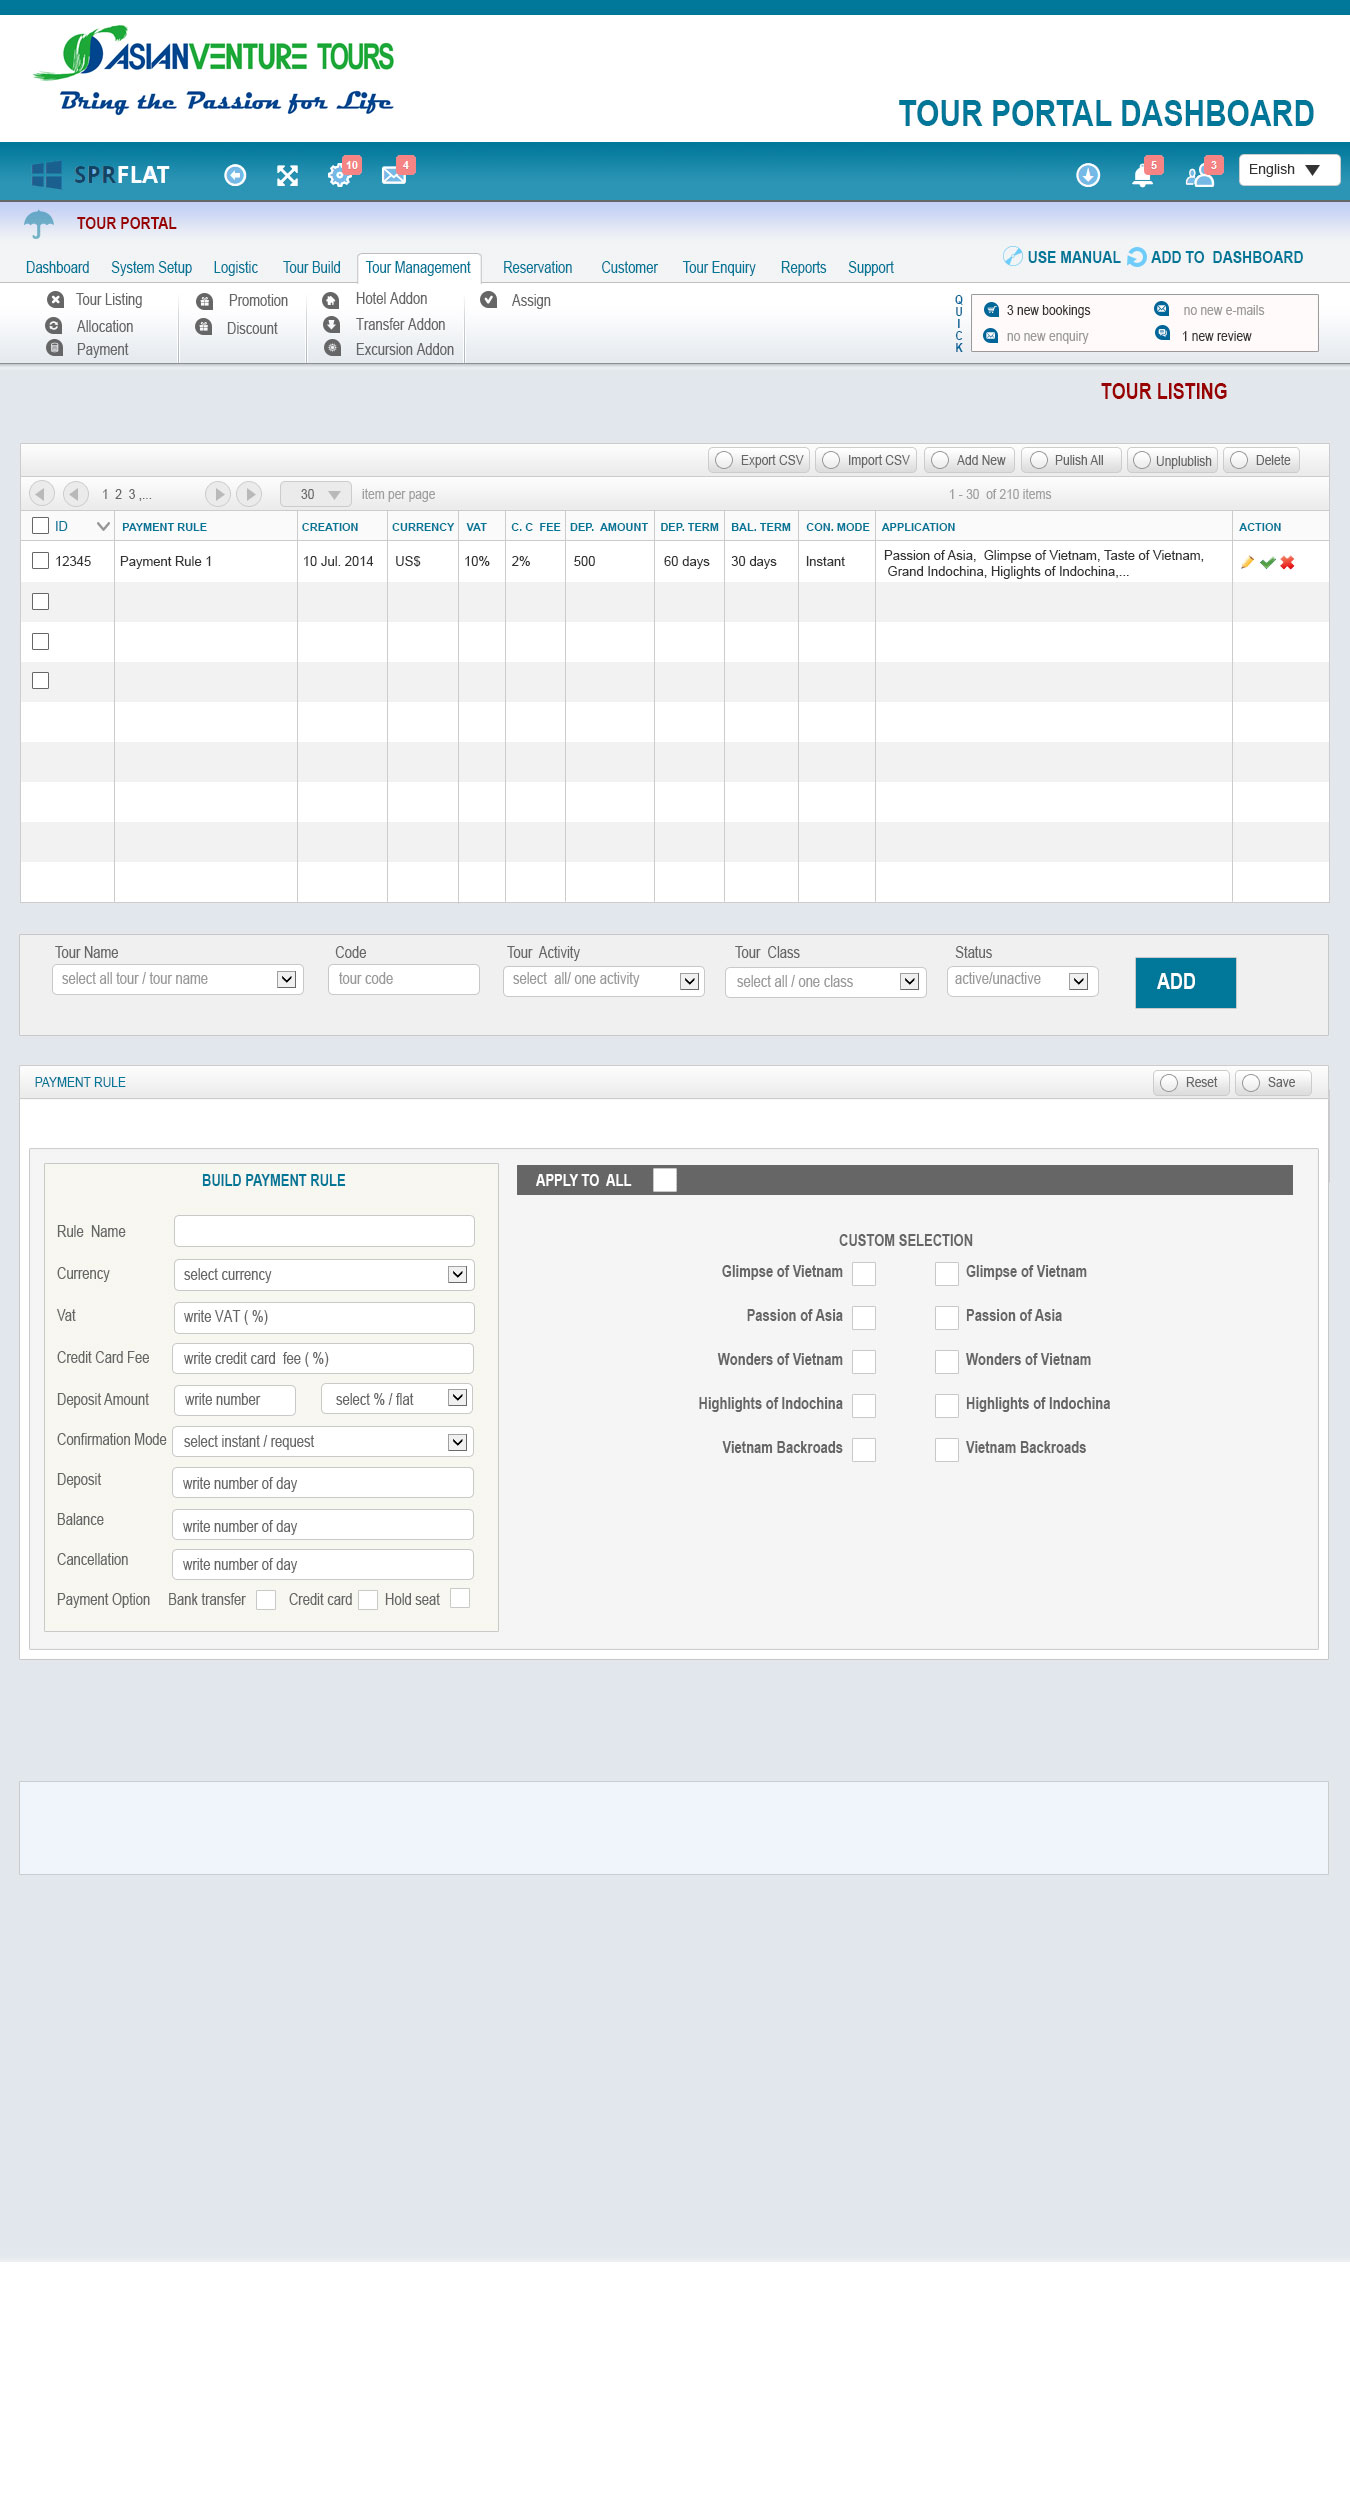 ASIANVENTURE TOURS
Bring the Passion for Life
TOUR PORTAL DASHBOARD
SPRFLAT
10
4
5
3
English
TOUR PORTAL
USE MANUAL
ADD TO  DASHBOARD
Dashboard
System Setup
Logistic
Tour Build
Tour Management
Reservation
Customer
Tour Enquiry
Reports
Support
Tour Listing
Allocation
Payment
Promotion
Discount
Hotel Addon
Transfer Addon
Excursion Addon
Assign
QUICK
3 new bookings
no new e-mails
no new enquiry
1 new review
TOUR LISTING
Export CSV
Import CSV
Add New
Pulish All
Unplublish
Delete
1 2 3 ,...
30
item per page
1 - 30  of 210 items
ID
PAYMENT RULE
CREATION
CURRENCY
VAT
C. C  FEE
DEP.  AMOUNT
DEP. TERM
BAL. TERM
CON. MODE
APPLICATION
ACTION
12345
Payment Rule 1
10 Jul. 2014
US$
10%
2%
500
60 days
30 days
Instant
Passion of Asia,  Glimpse of Vietnam, Taste of Vietnam,
Grand Indochina, Higlights of Indochina,...
Tour Name
Code
Tour  Activity
Tour  Class
Status
select all tour / tour name
tour code
select  all/ one activity
select all / one class
active/unactive
ADD
PAYMENT RULE
Reset
Save
BUILD PAYMENT RULE
Rule  Name
Currency
select currency
Vat
write VAT ( %)
Credit Card Fee
write credit card  fee ( %)
Deposit Amount
write number
select % / flat
Confirmation Mode
select instant / request
Deposit
write number of day
Balance
write number of day
Cancellation
write number of day
Payment Option
Bank transfer
Credit card
Hold seat
APPLY TO  ALL
CUSTOM SELECTION
Glimpse of Vietnam
Glimpse of Vietnam
Passion of Asia
Passion of Asia
Wonders of Vietnam
Wonders of Vietnam
Highlights of Indochina
Highlights of Indochina
Vietnam Backroads
Vietnam Backroads